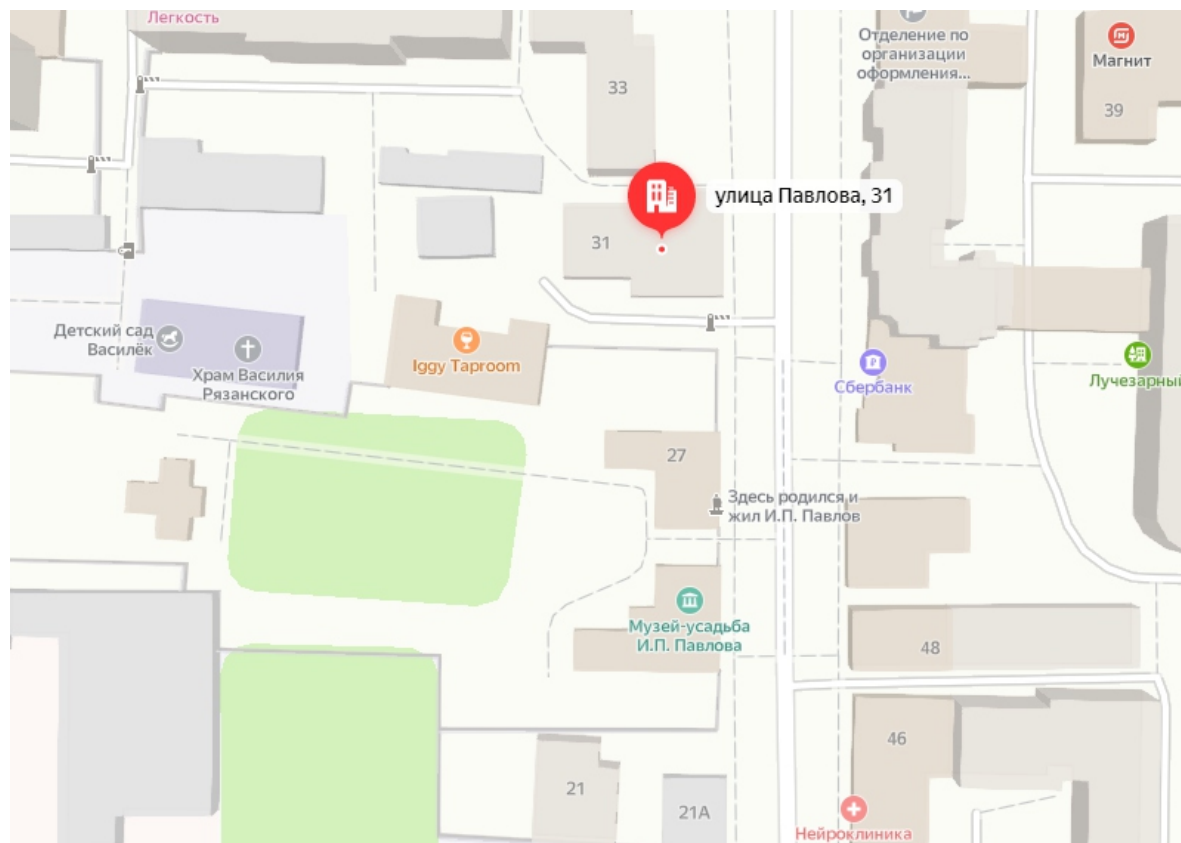 Легкость
Отделение по
организации
оформления...
Магнит
39
33
улица Павлова, 31
31
Детский сад
Василёк
Храм Василия
Рязанского
Iggy Taproom
Сбербанк
Лучезарный
27
Здесь родился и
жил И.П. Павлов
Музей-усадьба
И.П. Павлова
48
46
21
21А
Нейроклиника